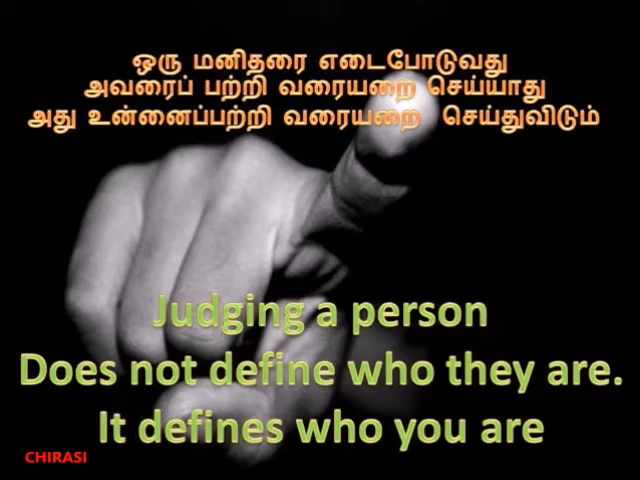 ஒரு மனிதரை எடைபோடுவது
அவரைப் பற்றி வரையறை செய்யாது
அது உன்னைப்பற்றி வரையறை செய்துவிடும்
Judging a person
Does not define who they are.
It defines who you are
CHIRASI